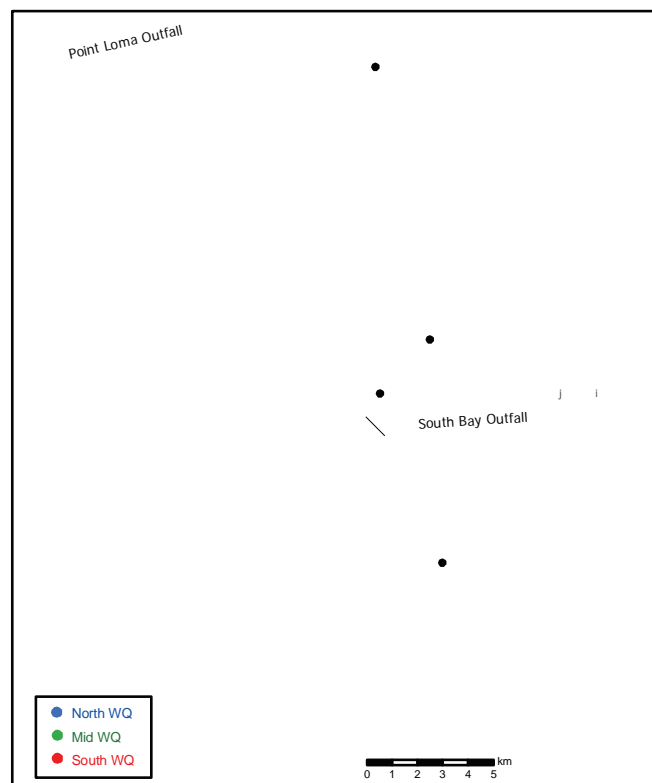 Point Loma Outfall
j i
South Bay Outfall
North WQ
Mid WQ
South WQ
km
0 1 2 3 4 5